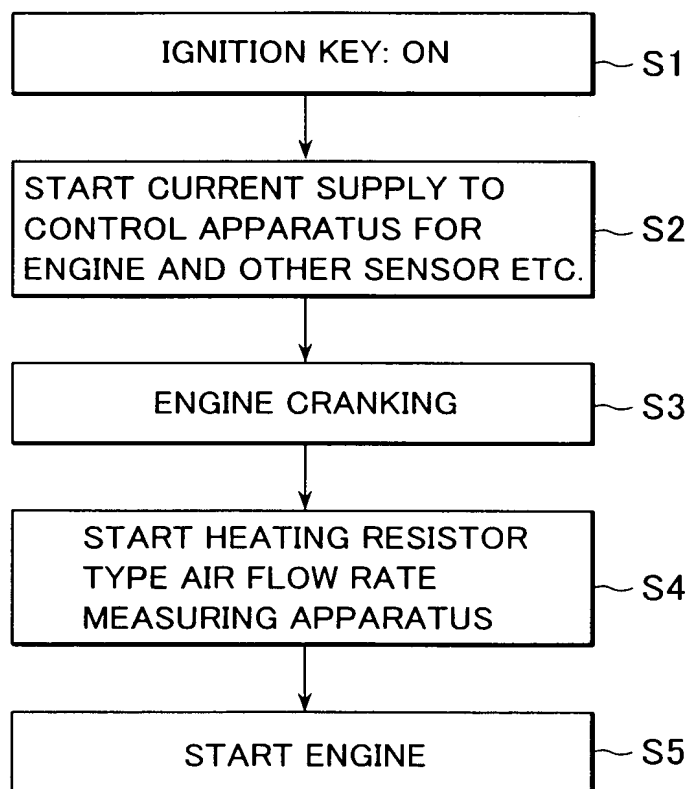 IGNITION KEY: ON
S1
START CURRENT SUPPLY TO
CONTROL APPARATUS FOR
ENGINE AND OTHER SENSOR ETC.
S2
ENGINE CRANKING
S3
START HEATING RESISTOR
TYPE AIR FLOW RATE
MEASURING APPARATUS
S4
START ENGINE
S5